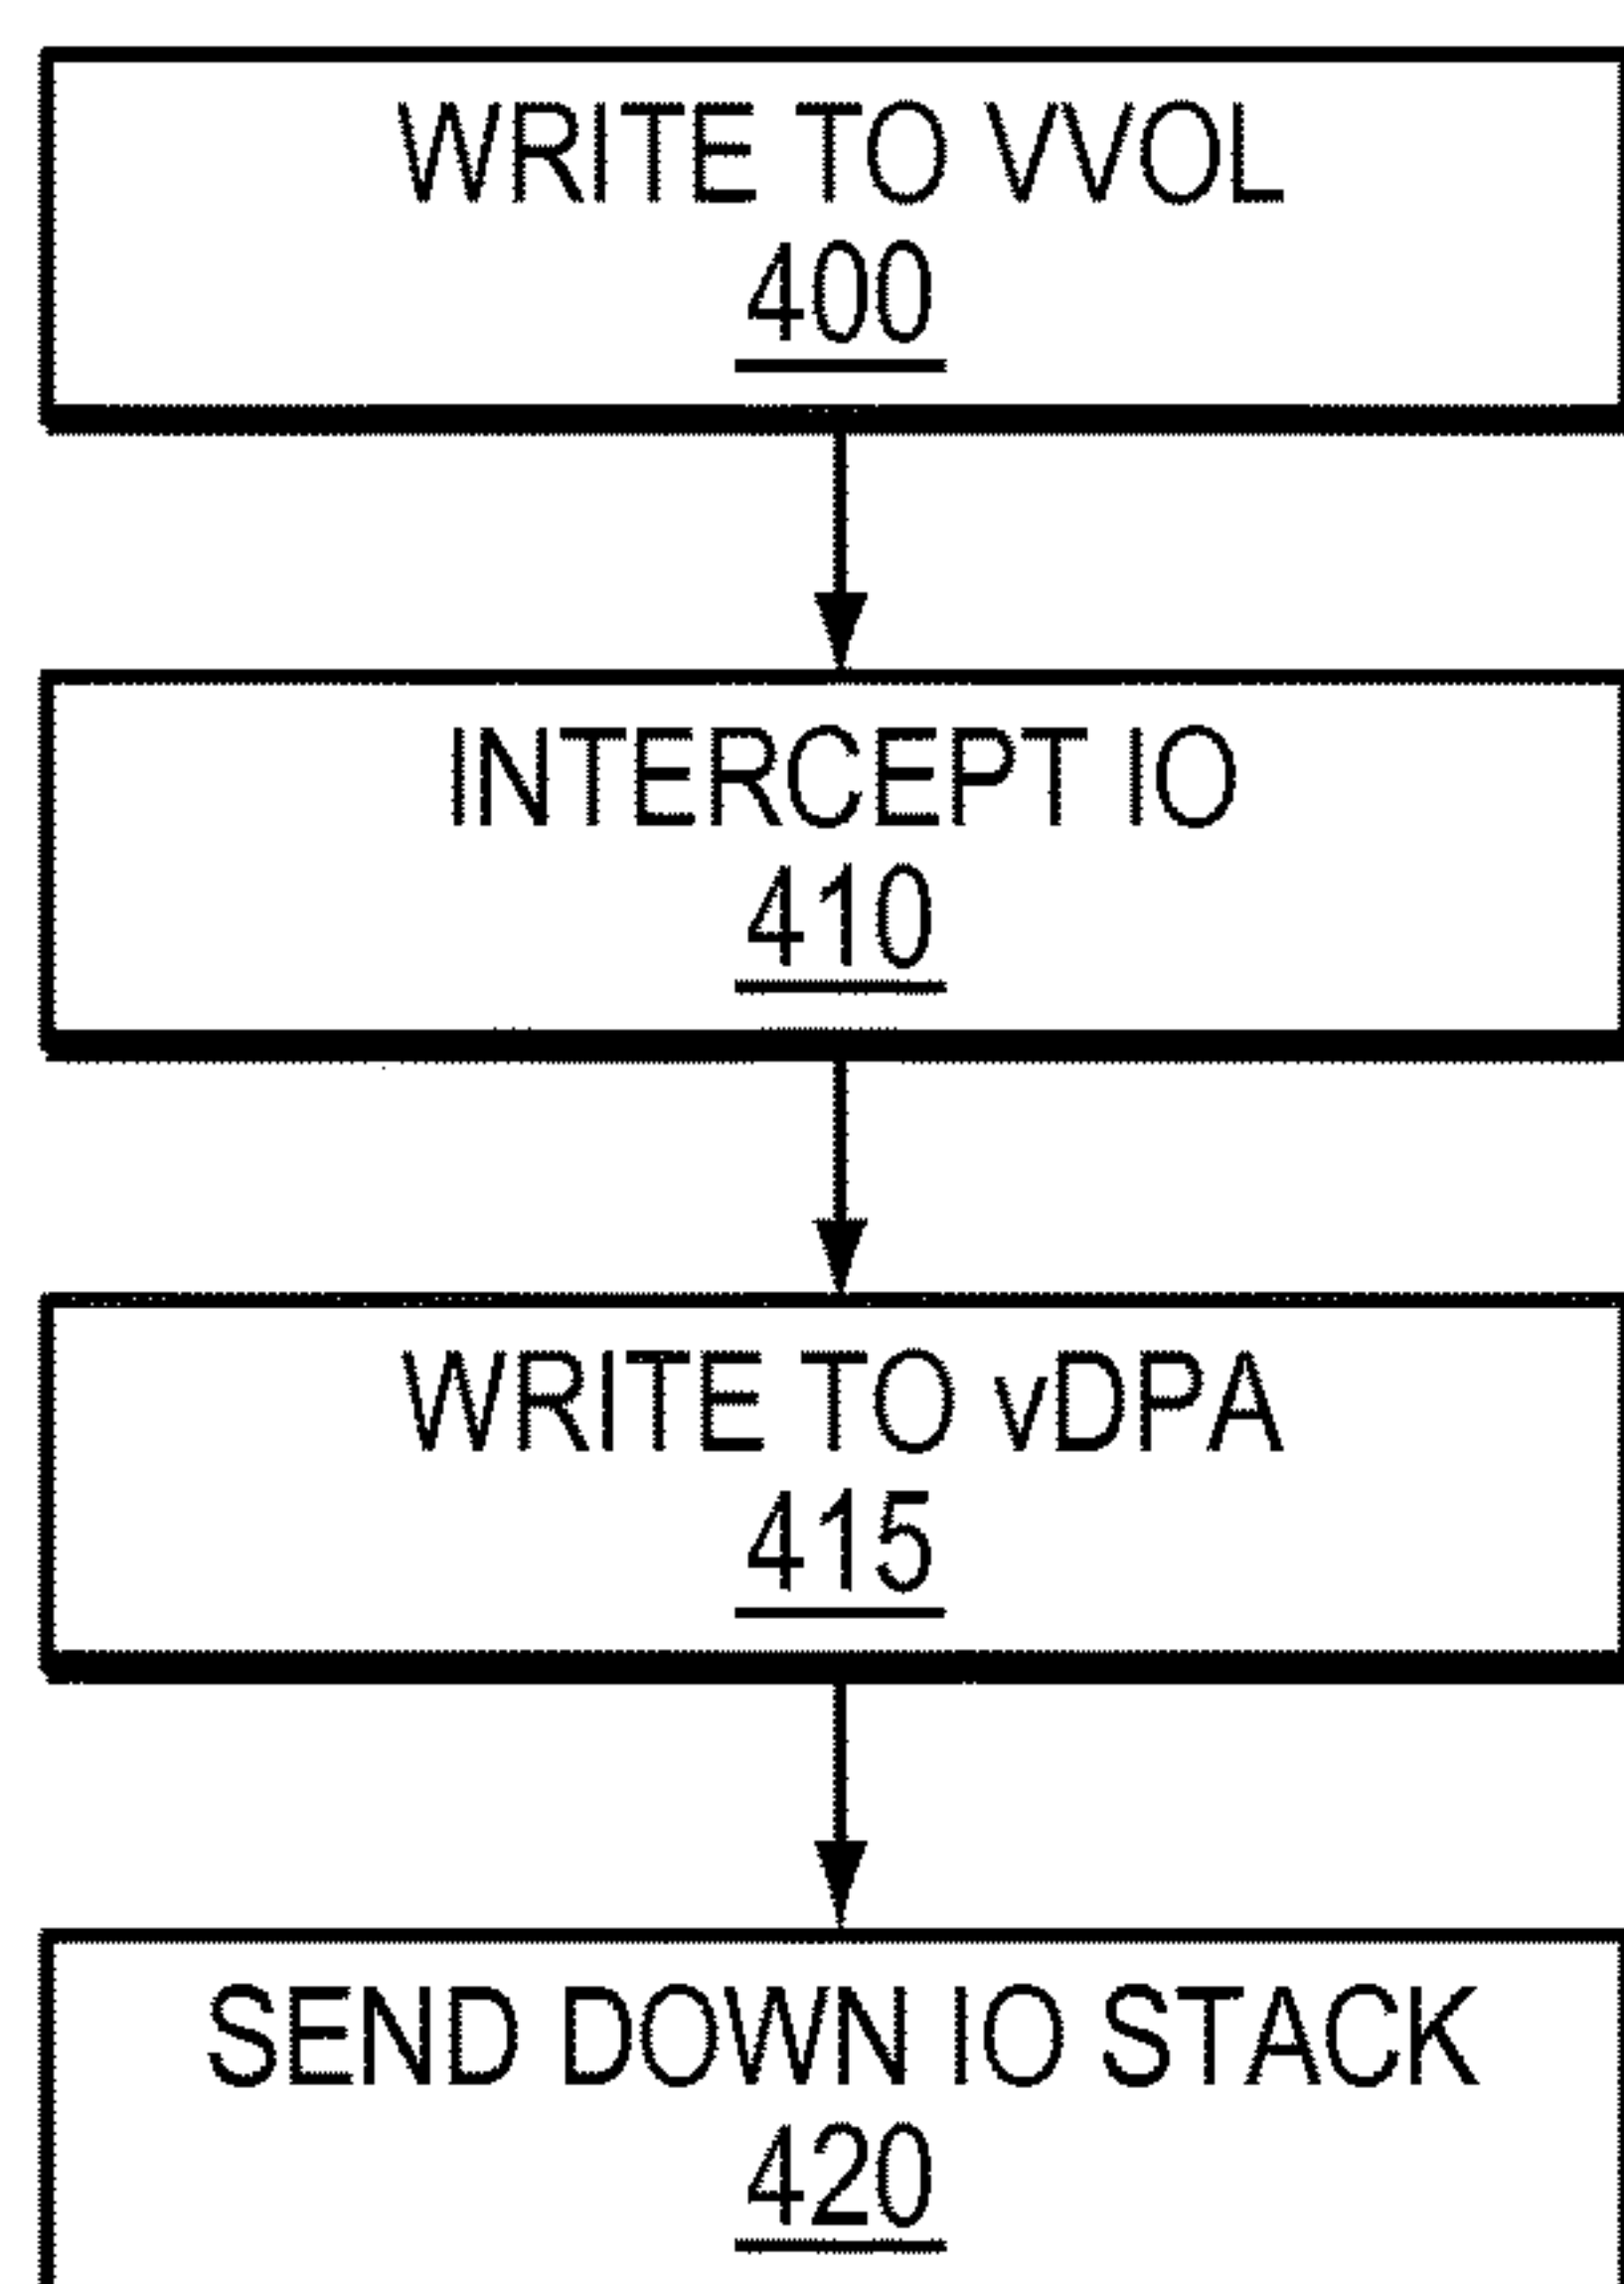 WRITE TO VVOL
400
INTERCEPT IO
410
WRITE TO vDPA
415
SEND DOWN IO STACK
420